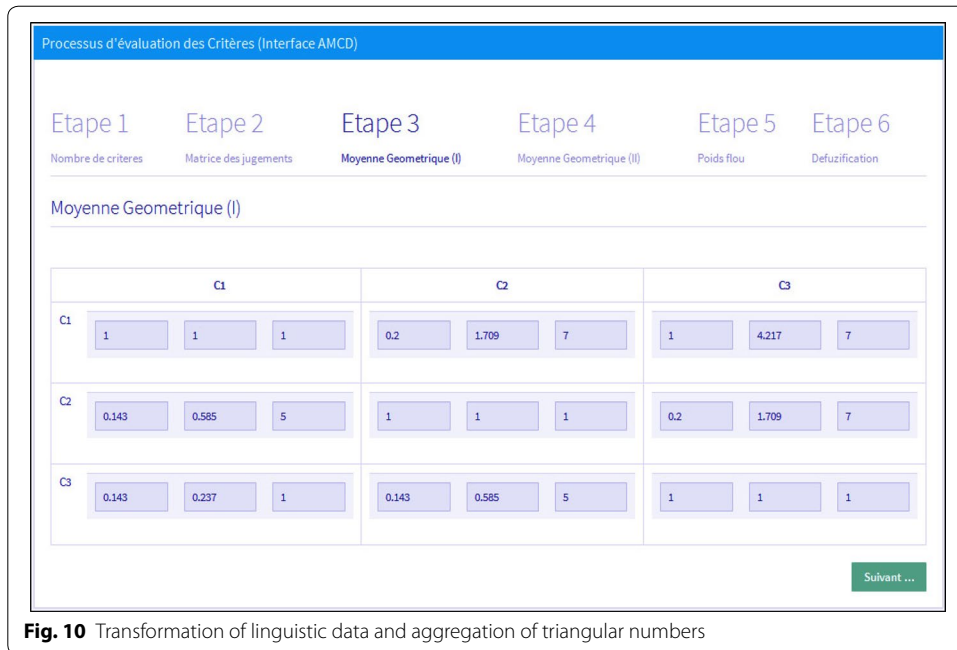 Processus d'évaluation des Critères (Interface AMCD)
Etape 1 Etape 2 Etape 3 Etape 4 Etape 5 Etape 6
Nombre de criteres Matrice des jugements Moyenne Geometrique (I) Moyenne Geometrique (II) Poids flou Defuzification
Moyenne Geometrique (I)
C1 C2 C3
C1 1 1 1 0.2 1.709 7 1 4.217 7
C2 0.143 0.585 5 1 1 1 0.2 1.709 7
C3 0.143 0.237 1 0.143 0.585 5 1 1 1
Suivant ...
Fig. 10 Transformation of linguistic data and aggregation of triangular numbers